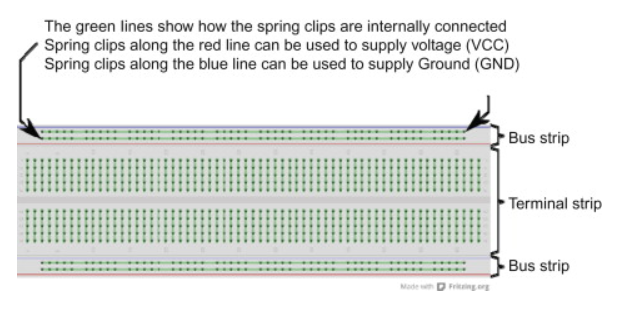 The green lines show how the spring clips are internally connected
Spring clips along the red line can be used to supply voltage (VCC)
Spring clips along the blue line can be used to supply Ground (GND)
Bus strip
Terminal strip
Bus strip
Made with Fritzing.org